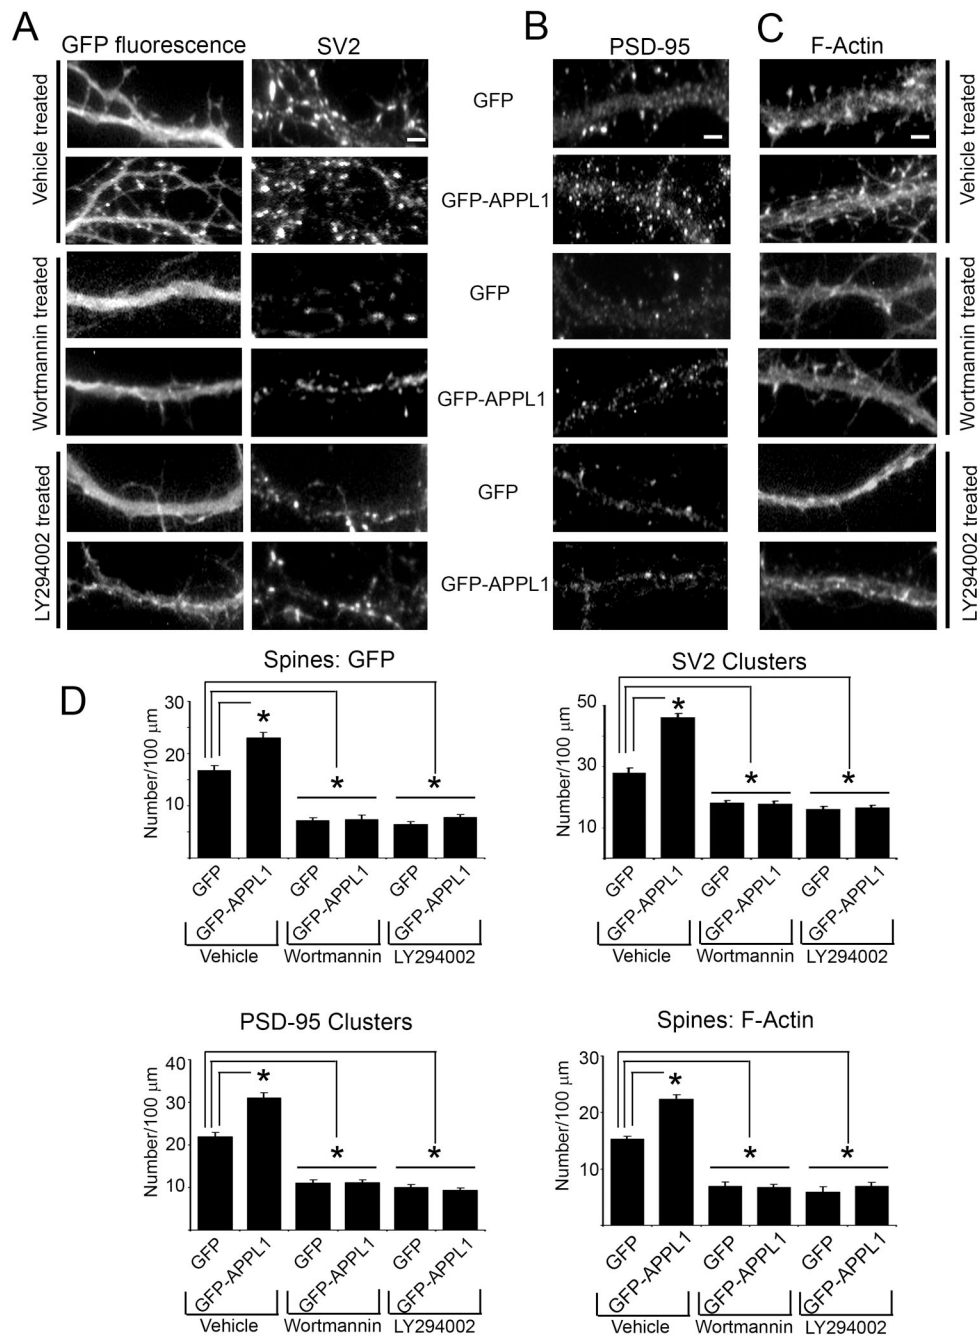 A
B
C
GFP fluorescence
SV2
PSD-95
F-Actin
Vehicle treated
Wortmannin treated
LY294002 treated
GFP
GFP-APPL1
GFP
GFP-APPL1
GFP
GFP-APPL1
Vehicle treated
Wortmannin treated
LY294002 treated
D
Spines: GFP
Number/100 μm
30
20
10
*
*
*
GFP
GFP-APPL1
GFP
GFP-APPL1
GFP
GFP-APPL1
Vehicle
Wortmannin
LY294002
SV2 Clusters
Number/100 μm
50
30
10
*
*
*
GFP
GFP-APPL1
GFP
GFP-APPL1
GFP
GFP-APPL1
Vehicle
Wortmannin
LY294002
PSD-95 Clusters
Number/100 μm
40
30
20
10
*
*
*
GFP
GFP-APPL1
GFP
GFP-APPL1
GFP
GFP-APPL1
Vehicle
Wortmannin
LY294002
Spines: F-Actin
Number/100 μm
30
20
10
*
*
*
GFP
GFP-APPL1
GFP
GFP-APPL1
GFP
GFP-APPL1
Vehicle
Wortmannin
LY294002